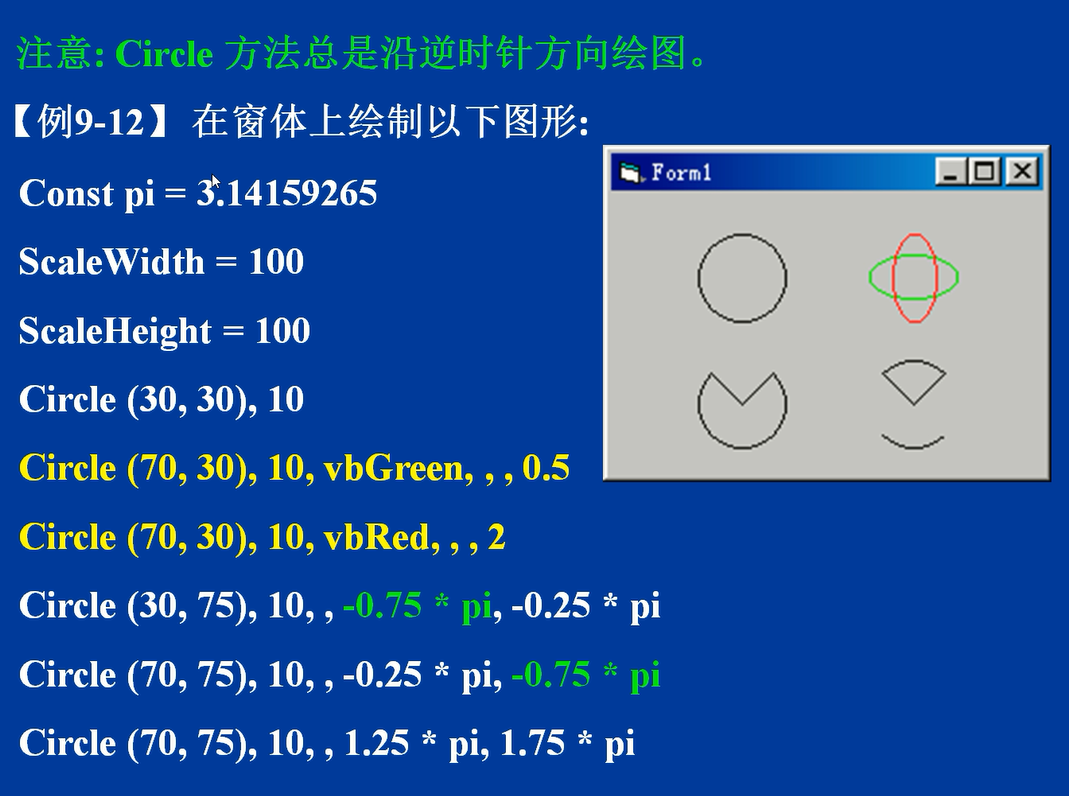 注意: Circle 方法总是沿逆时针方向绘图。
【例9-12】 在窗体上绘制以下图形:
Const pi = 3.14159265
ScaleWidth = 100
ScaleHeight = 100
Circle (30, 30), 10
Circle (70, 30), 10, vbGreen, , , 0.5
Circle (70, 30), 10, vbRed, , , 2
Circle (30, 75), 10, , -0.75 * pi, -0.25 * pi
Circle (70, 75), 10, , -0.25 * pi, -0.75 * pi
Circle (70, 75), 10, , 1.25 * pi, 1.75 * pi
Form1